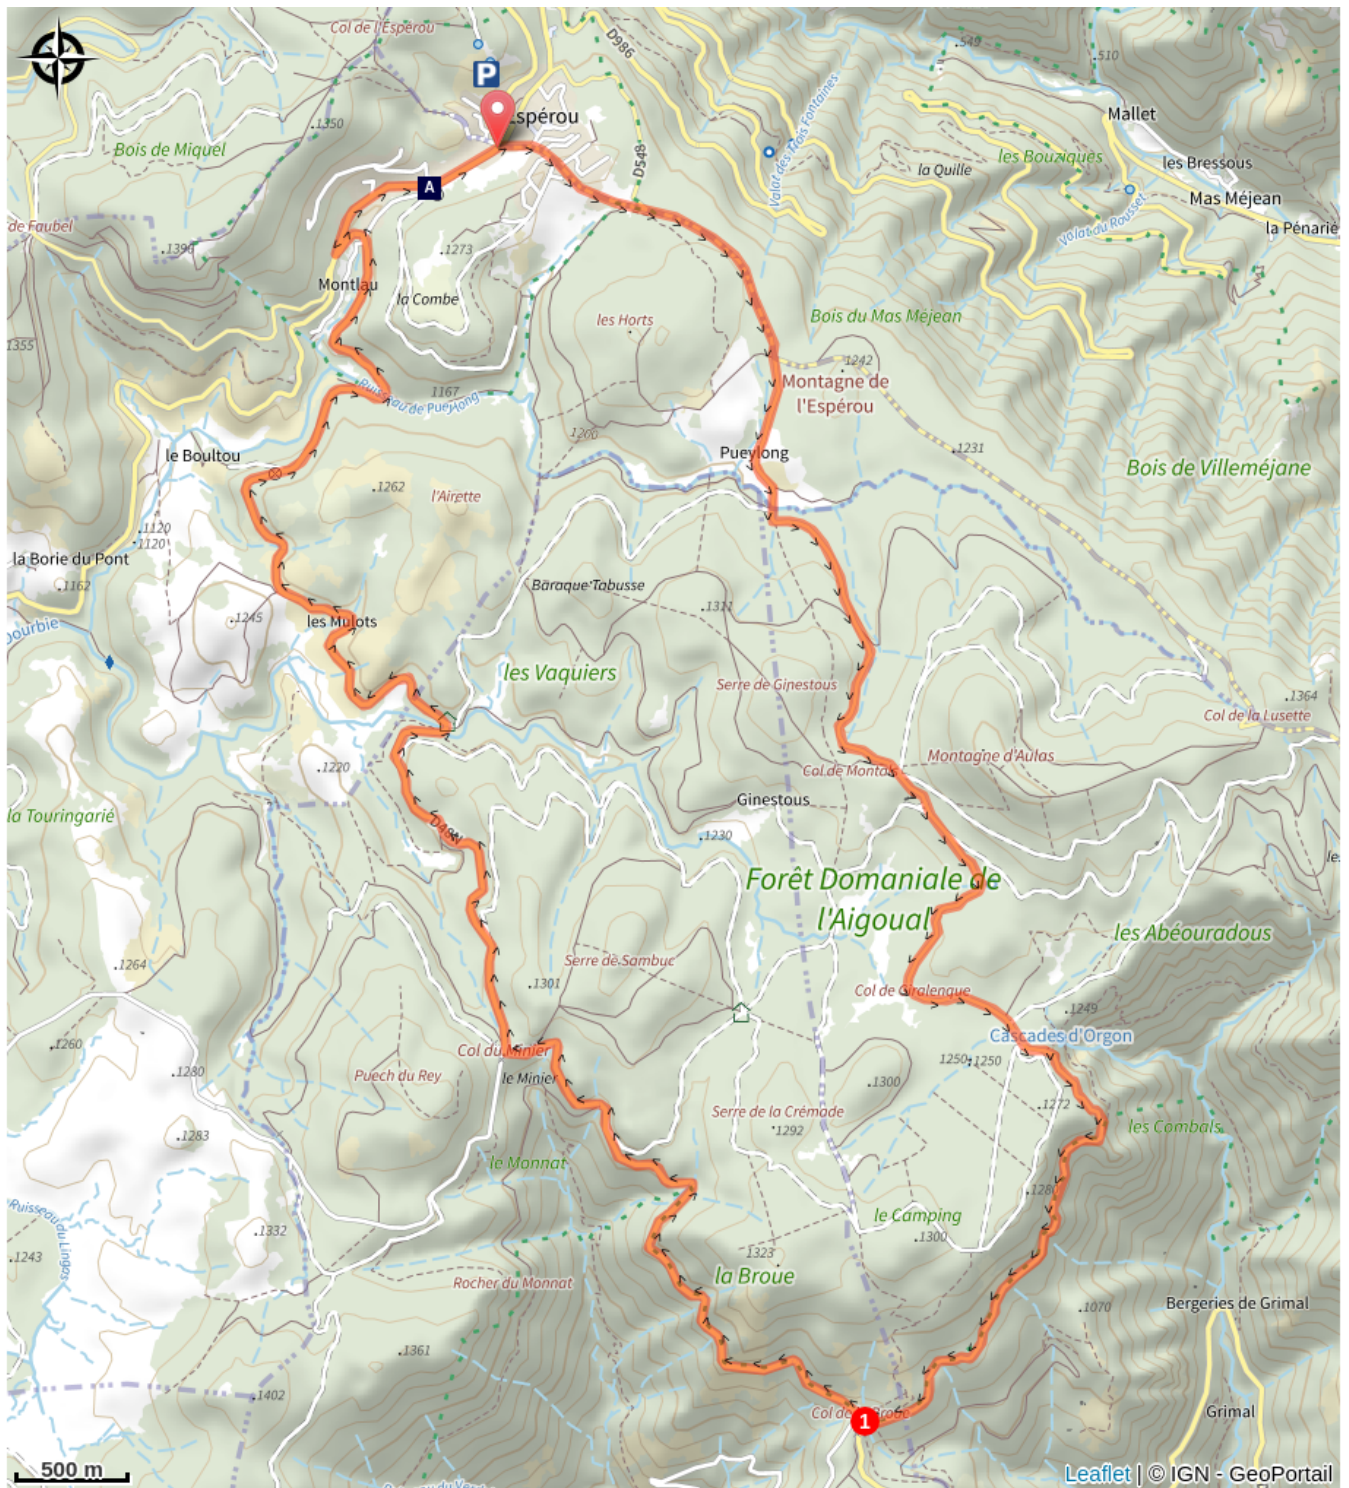 Col de l'Espérou
D986
.549
.510
P
Espérou
Mallet
.1350
Bois de Miquel
Valat des Trois Fontaines
les Bouziques
les Bressous
la Quille
D548
A
Mas Méjean
Valat du Rousset
la Pénarié
de Faubel
.1396
.1273
Montlau
la Combe
les Horts
Bois du Mas Méjean
1355
1242
Montagne de
l'Espérou
1167
Ruisseau de Pueylong
1200
.1231
le Boultou
Pueylong
Bois de Villeméjane
.1262
l'Airette
1120
1120
la Borie du Pont
.1162
Baraque Tabusse
.1311
.1245
les Mulots
Dourbie
les Vaquiers
Serre de Ginestous
.1364
Col de la Lusette
.1220
Col de Montals
Montagne d'Aulas
Ginestous
la Touringarié
.1230
Forêt Domaniale de
l'Aigoual
les Abéouradous
.1264
Serre de Sambuc
.1301
Col de Giralenque
.1249
Cascades d'Orgon
.1260
Col du Minier
1250
.1250
.1280
Puech du Rey
le Minier
.1300
.1272
Serre de la Crémade
.1292
.1283
les Combals
le Monnat
Ruisseau du Lingas
le Camping
.1300
.1332
.1243
1323
la Broue
Rocher du Monnat
.1070
Bergeries de Grimal
.1361
.1402
1
Grimal
500 m
Leaflet | © IGN - GeoPortail